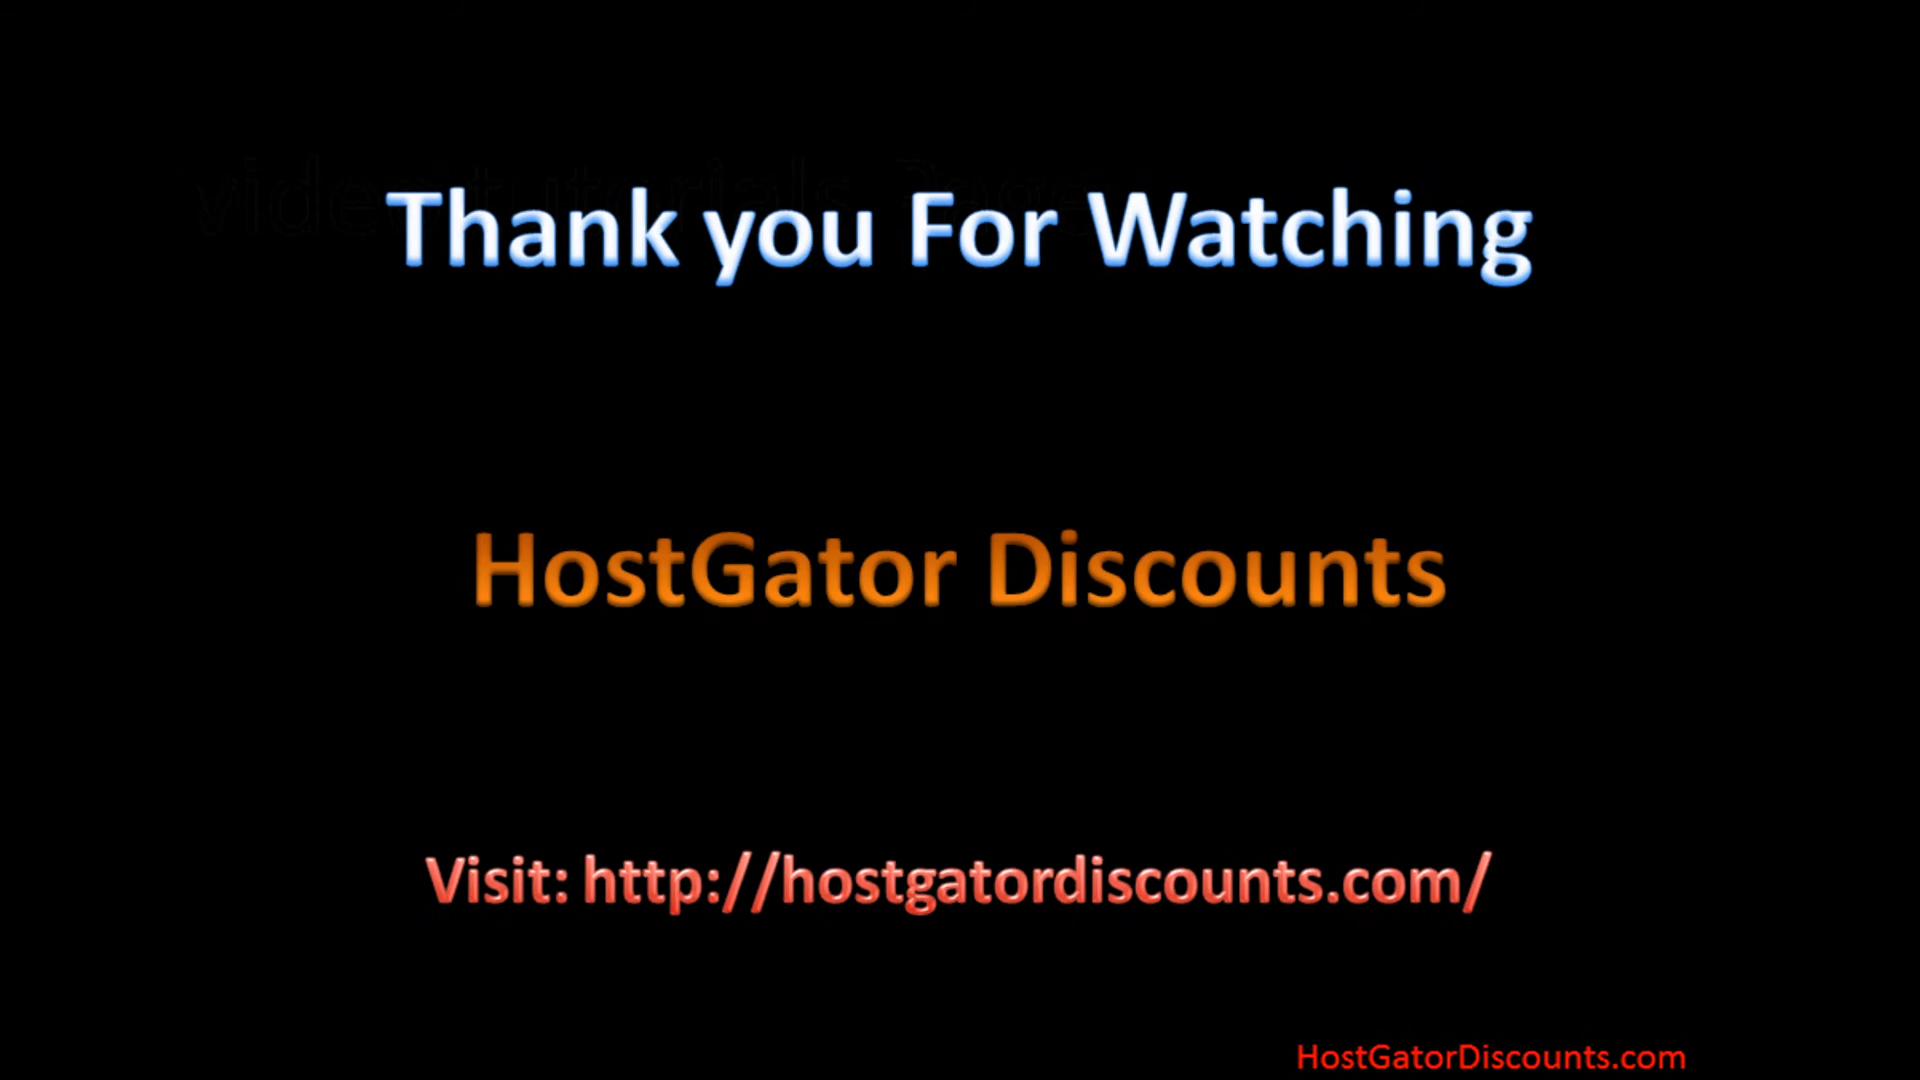 Thank you For Watching
HostGator Discounts
Visit: http://hostgatordiscounts.com/
HostGatorDiscounts.com